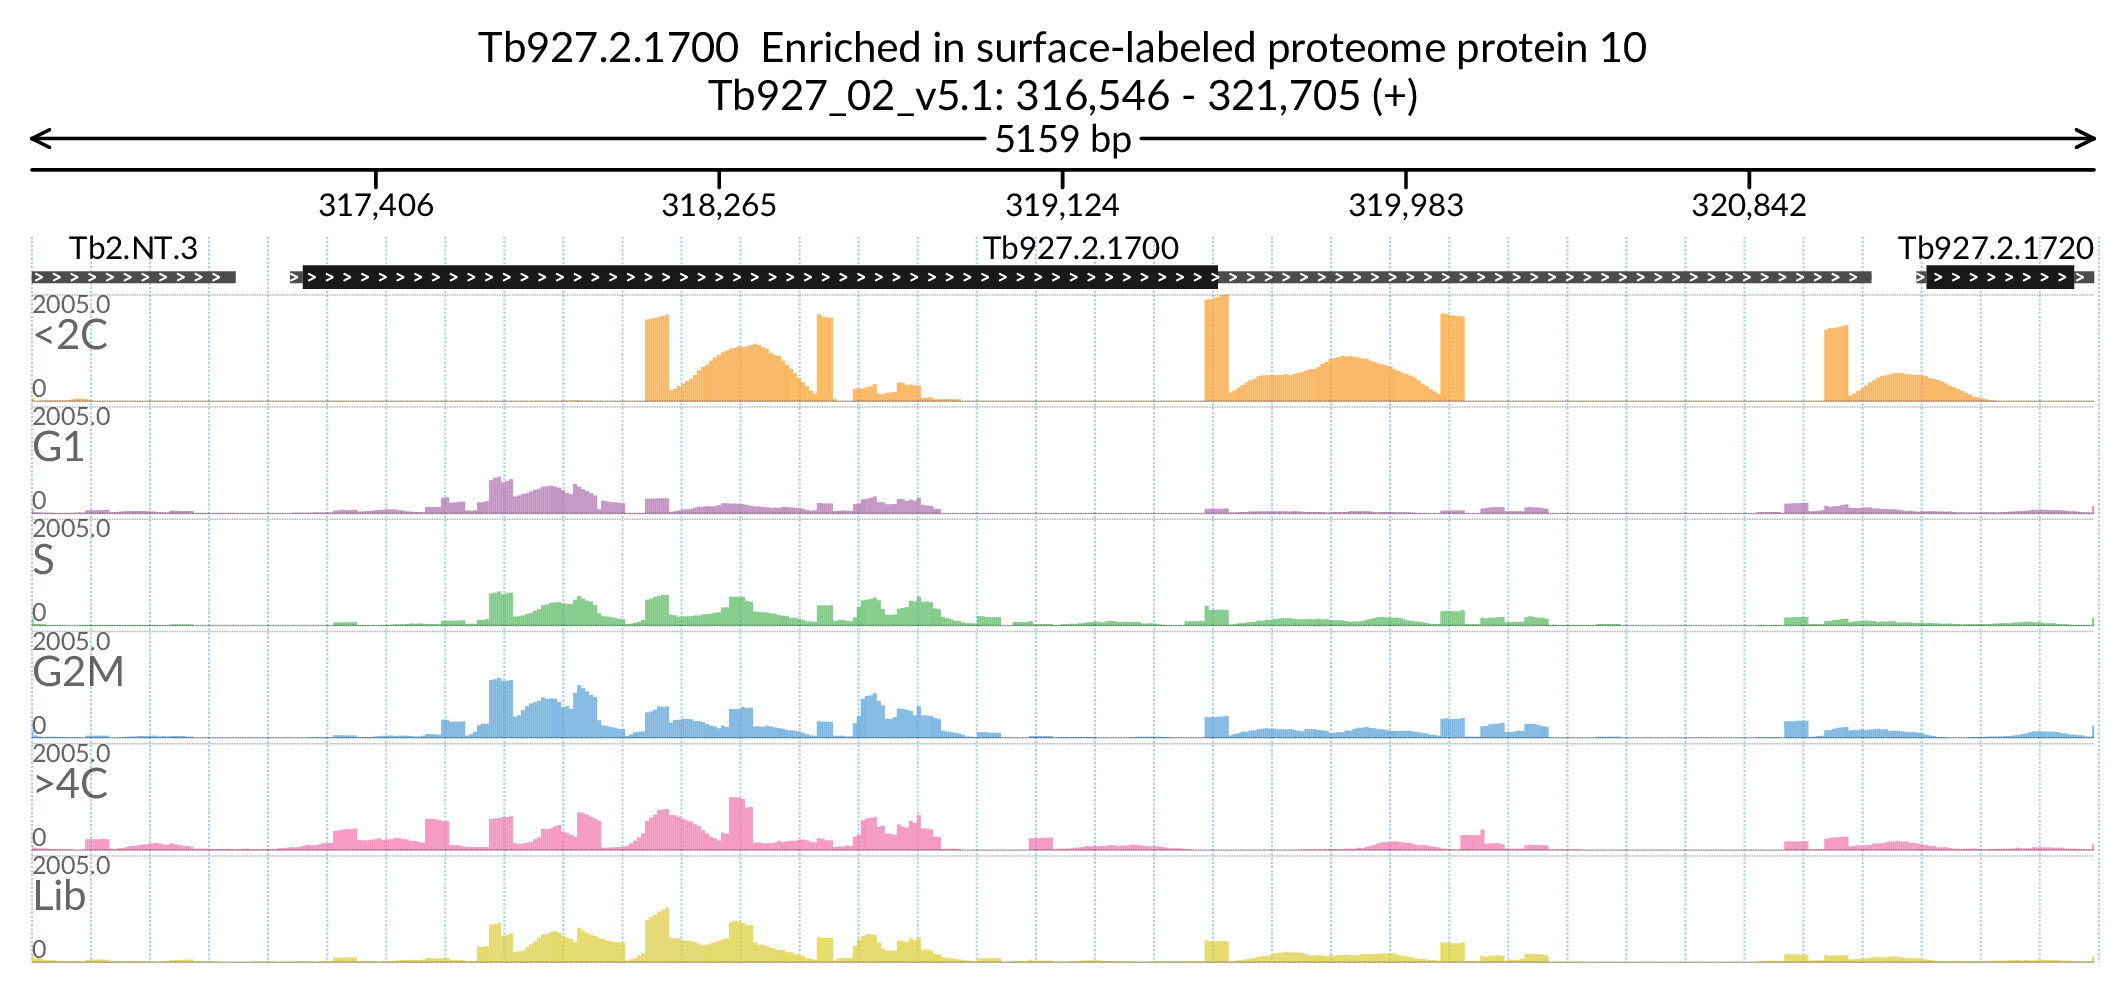 Tb927.2.1700  Enriched in surface-labeled proteome protein 10
Tb927_02_v5.1: 316,546 - 321,705 (+)
5159 bp
317,406 318,265 319,124 319,983 320,842
Tb2.NT.3 Tb927.2.1700 Tb927.2.1720
2005.0
<2C
0
2005.0
G1
0
2005.0
S
0
2005.0
G2M
0
2005.0
>4C
0
2005.0
Lib
0